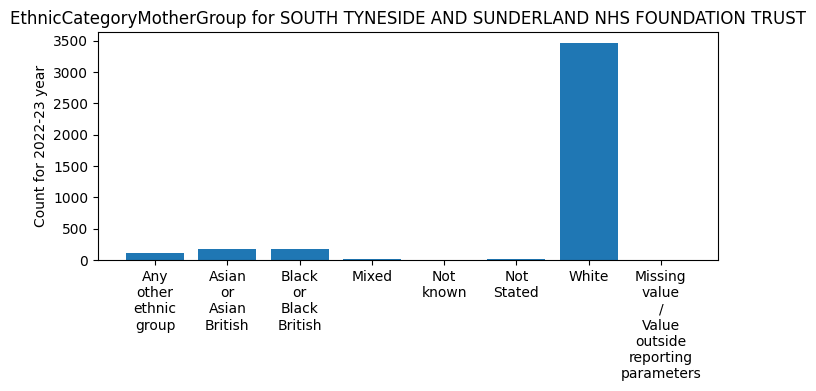 EthnicCategoryMotherGroup for SOUTH TYNESIDE AND SUNDERLAND NHS FOUNDATION TRUST
Count for 2022-23 year
3500
3000
2500
2000
1500
1000
500
0
Any
other
ethnic
group
Asian
or
Asian
British
Black
or
Black
British
Mixed
Not
known
Not
Stated
White
Missing
value
/
Value
outside
reporting
parameters